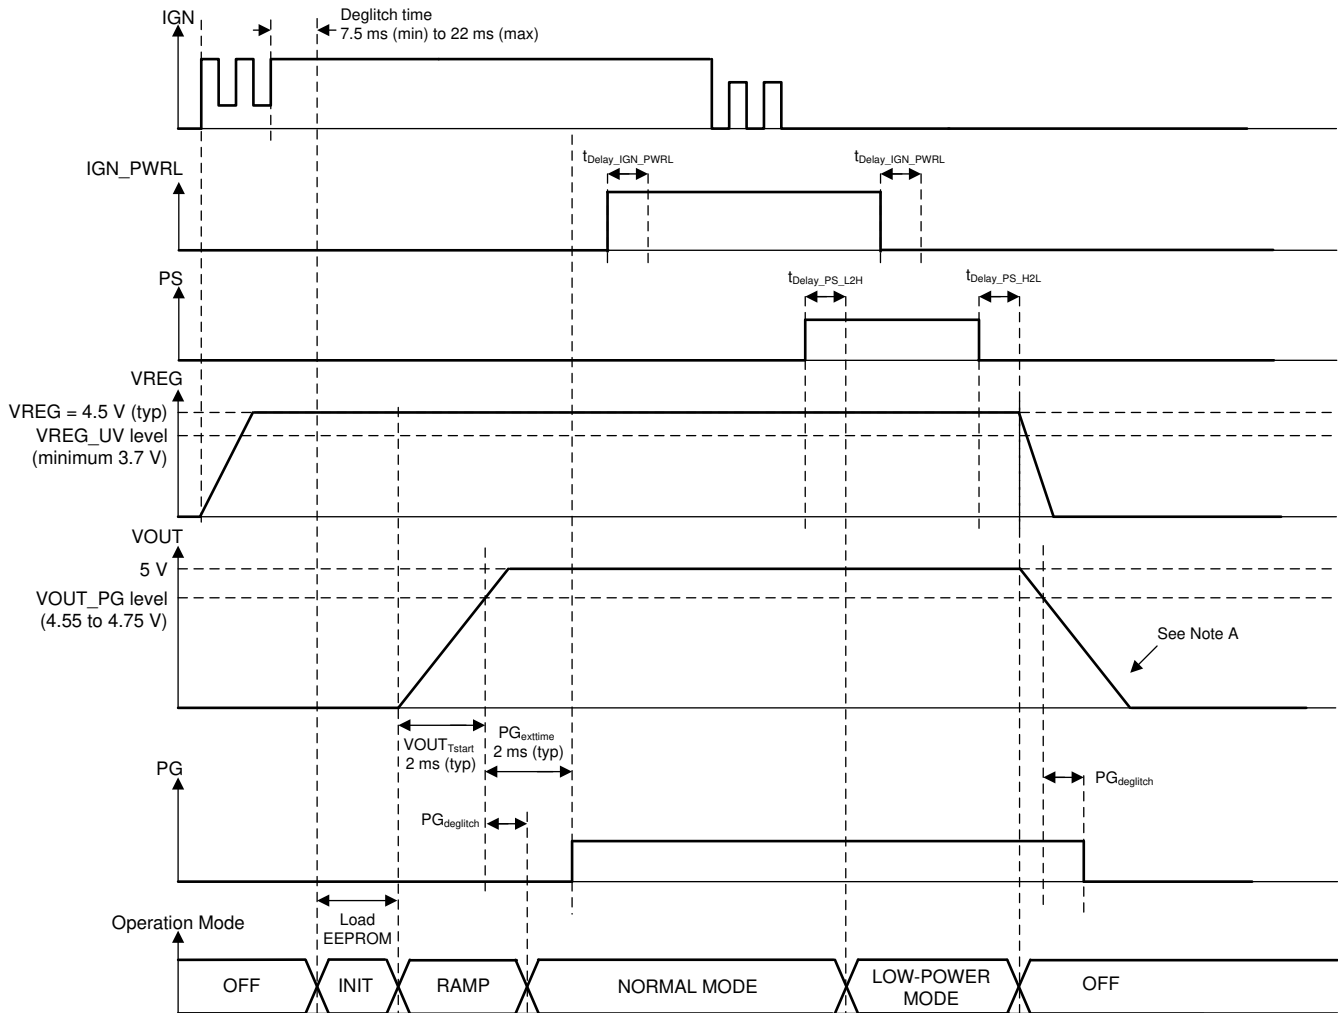 IGN
Deglitch time
7.5 ms (min) to 22 ms (max)
IGN_PWRL
tDelay_IGN_PWRL
tDelay_IGN_PWRL
PS
tDelay_PS_L2H
tDelay_PS_H2L
VREG
VREG = 4.5 V (typ)
VREG_UV level
(minimum 3.7 V)
VOUT
5 V
VOUT_PG level
(4.55 to 4.75 V)
See Note A
VOUTTstart
2 ms (typ)
PGexttime
2 ms (typ)
PG
PGdeglitch
PGdeglitch
Load
EEPROM
Operation Mode
OFF
INIT
RAMP
NORMAL MODE
LOW-POWER
MODE
OFF